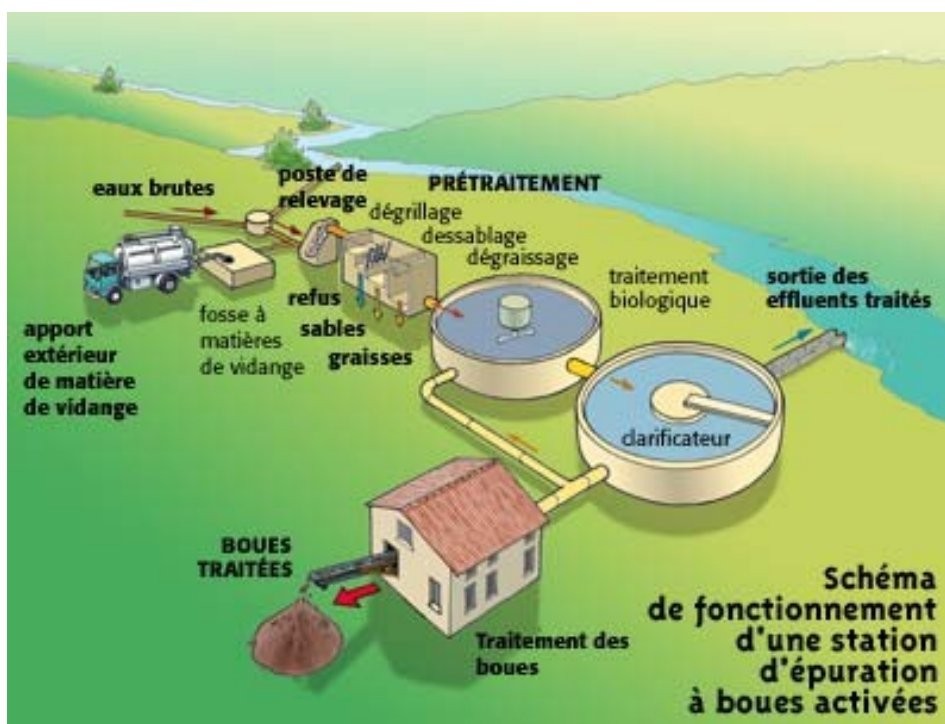 eaux brutes
poste de
relevage
PRÉTRAITEMENT
dégrillage
dessablage
dégraissage
traitement
biologique
sortie des
effluents traités
refus
sables
graisses
fosse à
matières
de vidange
apport
extérieur
de matière
de vidange
clarificateur
BOUES
TRAITÉES
Traitement des
boues
Schéma
de fonctionnement
d'une station
d'épuration
à boues activées